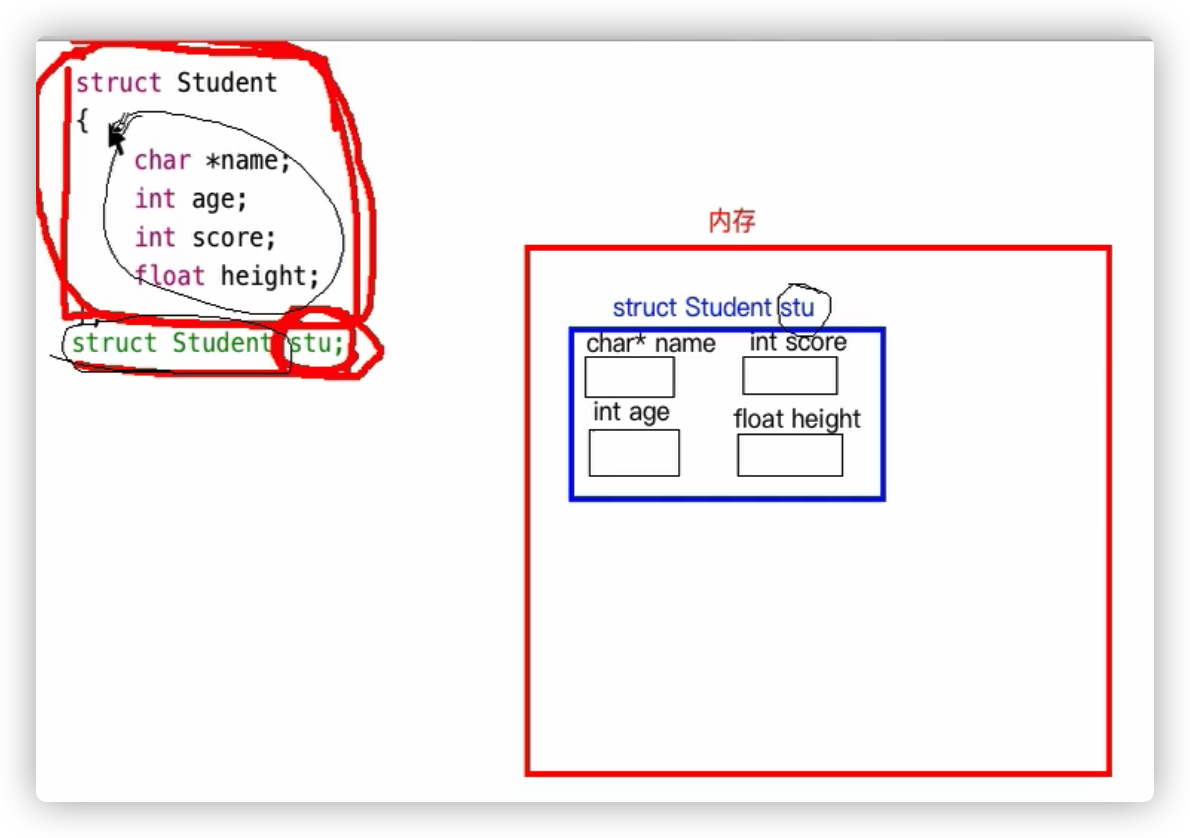 struct Student
{
char *name;
int age;
int score;
float height;
struct Student stu;
内存
struct Student stu
char* name
int score
int age
float height